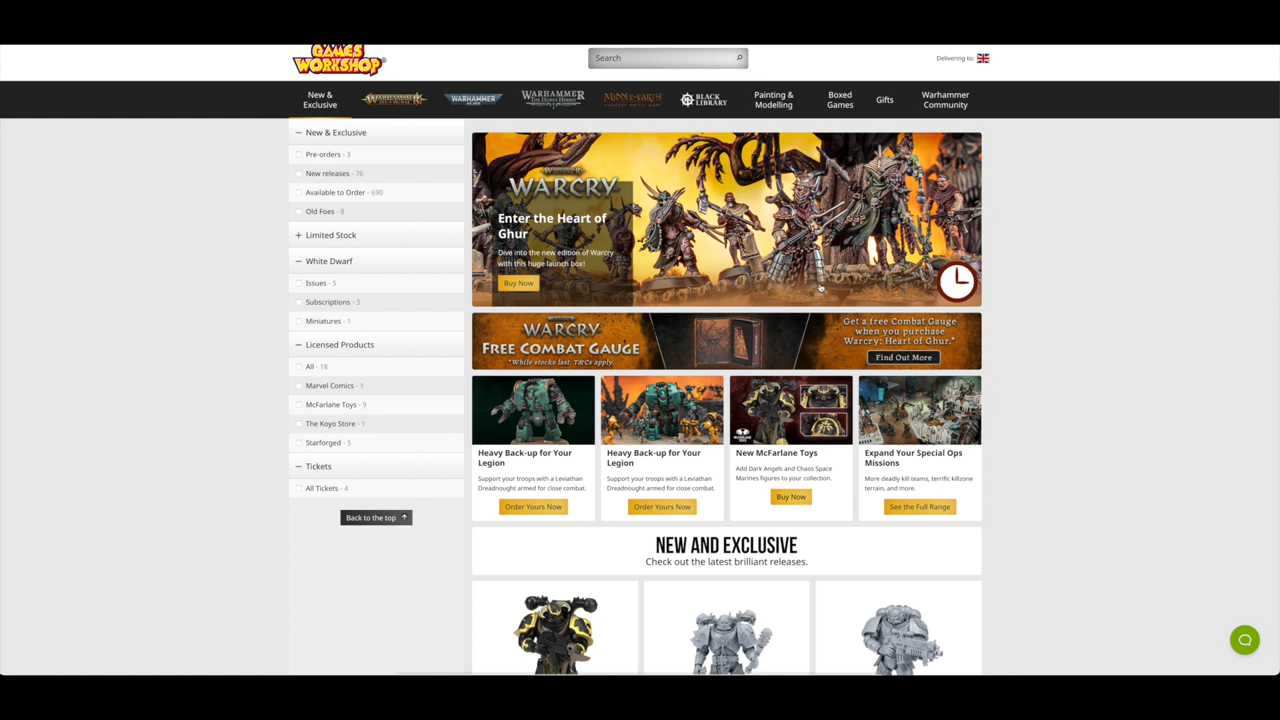 GAMES
WORKSHOP
Search
Delivering to:
New &
Exclusive
WARHAMMER
WARHAMMER
WARHAMMER
THE HORUS HERESY
MIDDLE-EARTH
STRATEGY BATTLE GAME
BLACK
LIBRARY
Painting &
Modelling
Boxed
Games
Gifts
Warhammer
Community
New & Exclusive
Pre-orders - 3
New releases - 76
Available to Order - 690
Old Foes - 8
Limited Stock
White Dwarf
Issues - 5
Subscriptions - 3
Miniatures - 1
Licensed Products
All - 18
Marvel Comics - 1
McFarlane Toys - 9
The Koyo Store - 1
Starforged - 5
Tickets
All Tickets - 4
Back to the top
WARCRY
Enter the Heart of
Ghur
Dive into the new edition of Warcry
with this huge launch box!
Buy Now
WARCRY
FREE COMBAT GAUGE
*While stocks last. T&Cs apply.
Get a free Combat Gauge
when you purchase
Warcry: Heart of Ghur.*
Find Out More
Heavy Back-up for Your
Legion
Support your troops with a Leviathan
Dreadnought armed for close combat.
Order Yours Now
Heavy Back-up for Your
Legion
Support your troops with a Leviathan
Dreadnought armed for close combat.
Order Yours Now
New McFarlane Toys
Add Dark Angels and Chaos Space
Marines figures to your collection.
Buy Now
Expand Your Special Ops
Missions
More deadly kill teams, terrific killzone
terrain, and more.
See the Full Range
NEW AND EXCLUSIVE
Check out the latest brilliant releases.